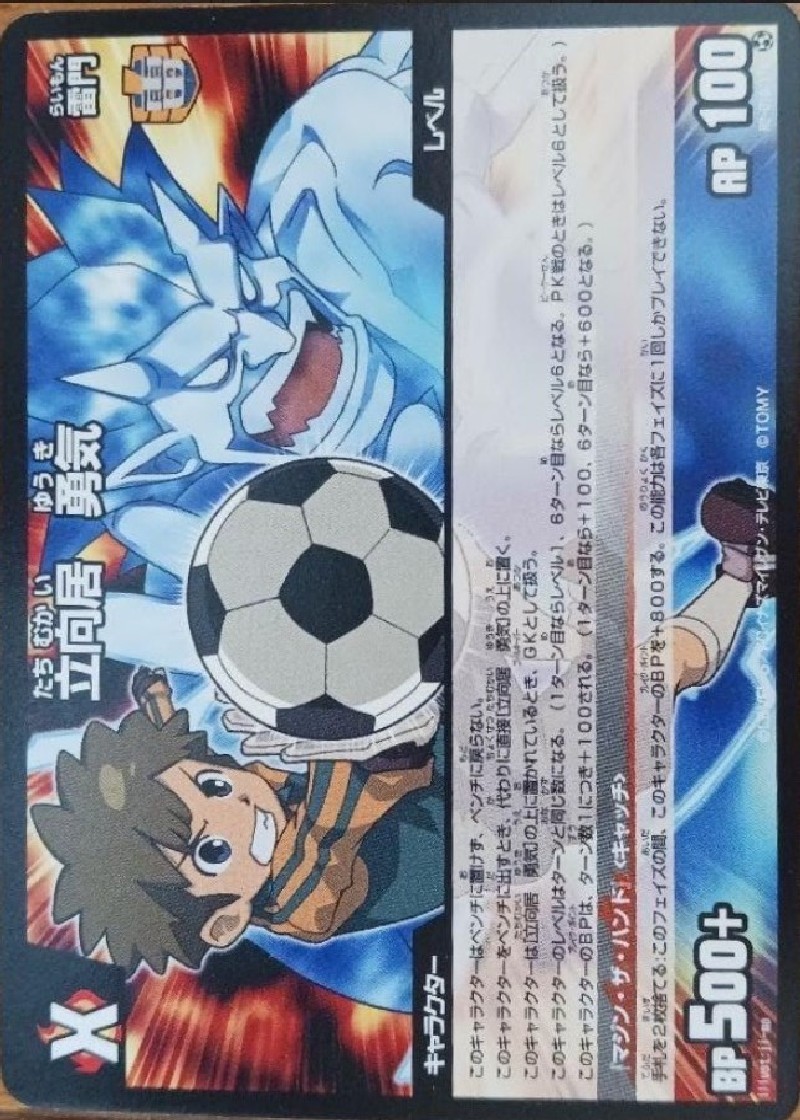 X
たち むかい ゆう き
立向居 勇気
らいもん
雷門
キャラクター
レベル
このキャラクターはベンチに置けず、ベンチに戻らない。
このキャラクターをベンチに出すとき、代わりに直接「立向居 勇気」の上に置く。
このキャラクターは「立向居 勇気」の上に置かれているとき、GKとして扱う。
このキャラクターのレベルはターンと同じ数になる。（1ターン目ならレベル1、8ターン目ならレベル6となる。PK戦のときはレベル6として扱う。）
このキャラクターのBPは、ターン数1につき+100される。（1ターン目なら+100、6ターン目なら+600となる。）
「マジン・ザ・ハンド」〈キャッチ〉
手札を2枚捨てる:このフェイズの間、このキャラクターのBPを+800する。この能力は各フェイズに1回しかプレイできない。
BP 500+
AP 100
テレビ東京 ©TOMY